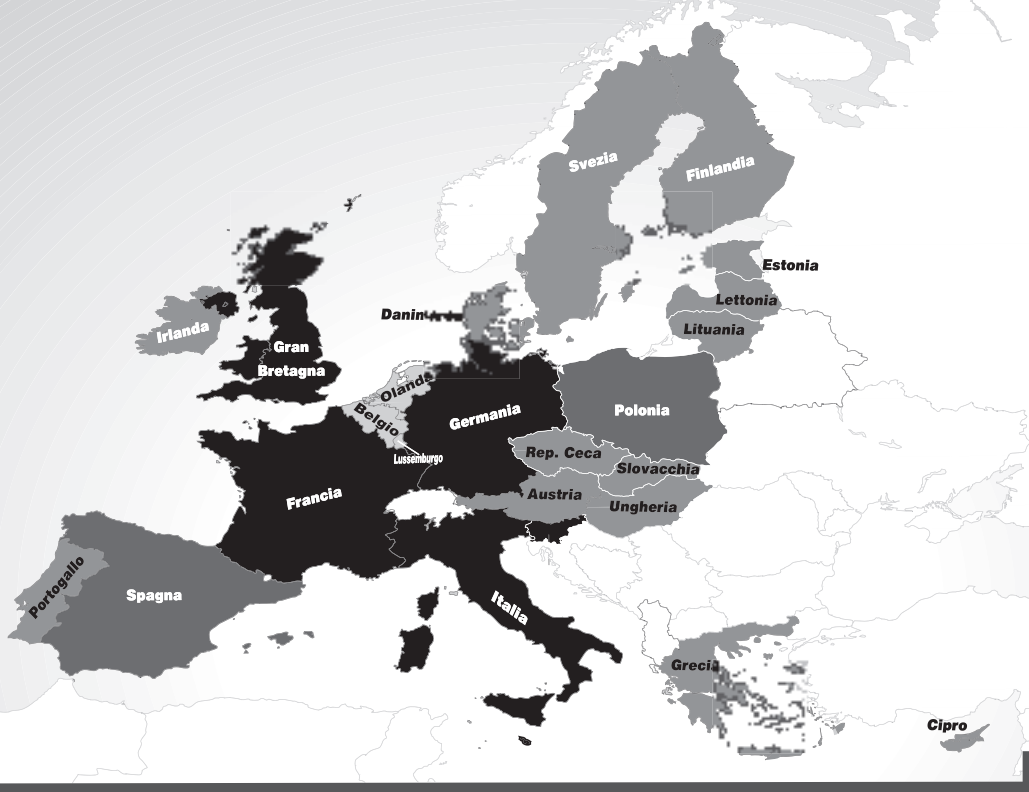 Svezia
Finlandia
Estonia
Lettonia
Lituania
Irlanda
Gran
Bretagna
Olanda
Belgio
Lussemburgo
Germania
Polonia
Rep. Ceca
Slovacchia
Austria
Ungheria
Francia
Portogallo
Spagna
Italia
Grecia
Cipro